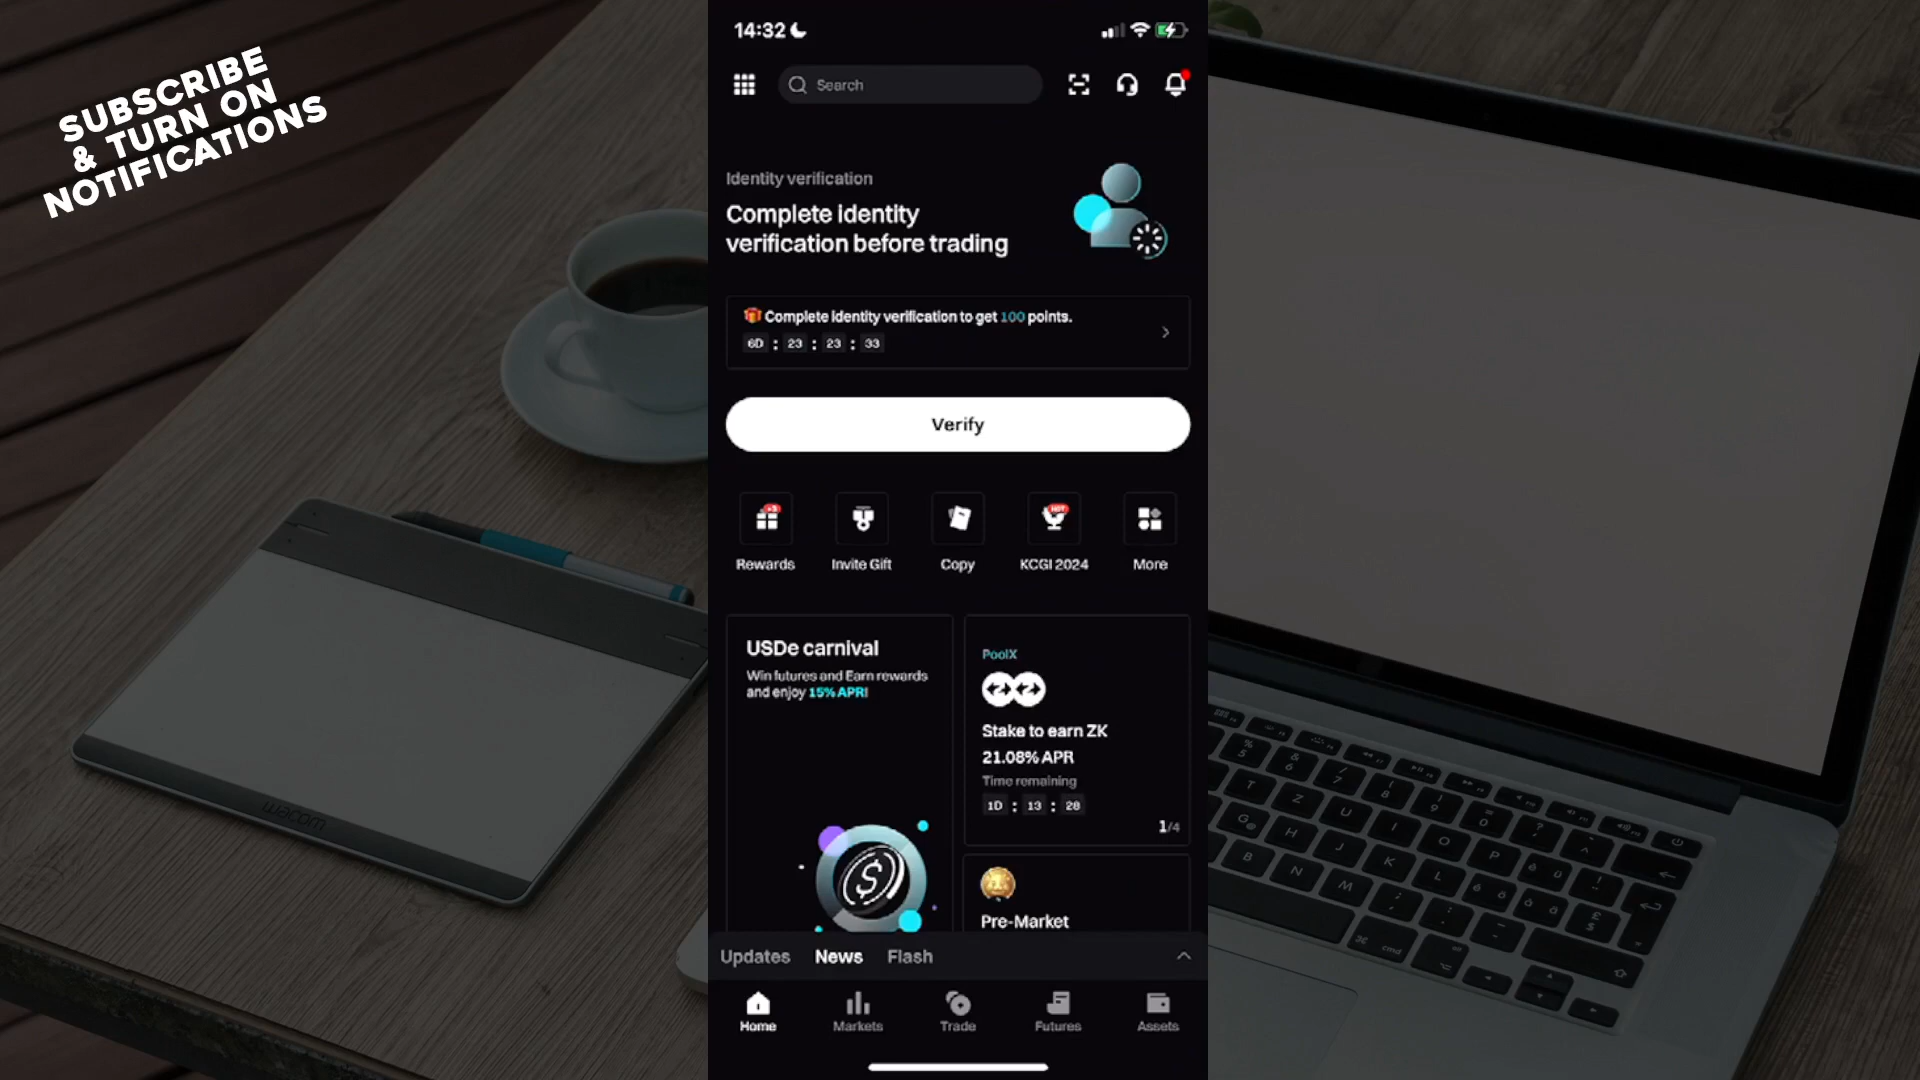 SUBSCRIBE
& TURN ON
NOTIFICATIONS
14:32
Search
Identity verification
Complete identity
verification before trading
Complete identity verification to get 100 points.
6D : 23 : 23 : 33
Verify
Rewards
Invite Gift
Copy
HOT
KCGI 2024
More
USDe carnival
Win futures and Earn rewards
and enjoy 15% APR!
PoolX
Stake to earn ZK
21.08% APR
Time remaining
1D : 13 : 28
1/4
Pre-Market
Updates
News
Flash
Home
Markets
Trade
Futures
Assets
wacom